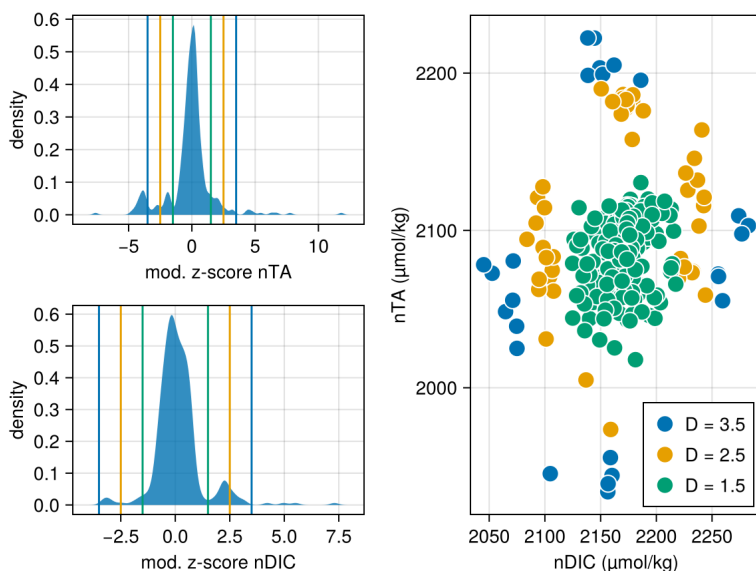 0.6
0.5
0.4
0.3
0.2
0.1
0.0
density
−5 0 5 10
mod. z-score nTA
0.6
0.5
0.4
0.3
0.2
0.1
0.0
density
−2.5 0.0 2.5 5.0 7.5
mod. z-score nDIC
2200
2100
2000
nTA (μmol/kg)
D = 3.5
D = 2.5
D = 1.5
2050 2100 2150 2200 2250
nDIC (μmol/kg)